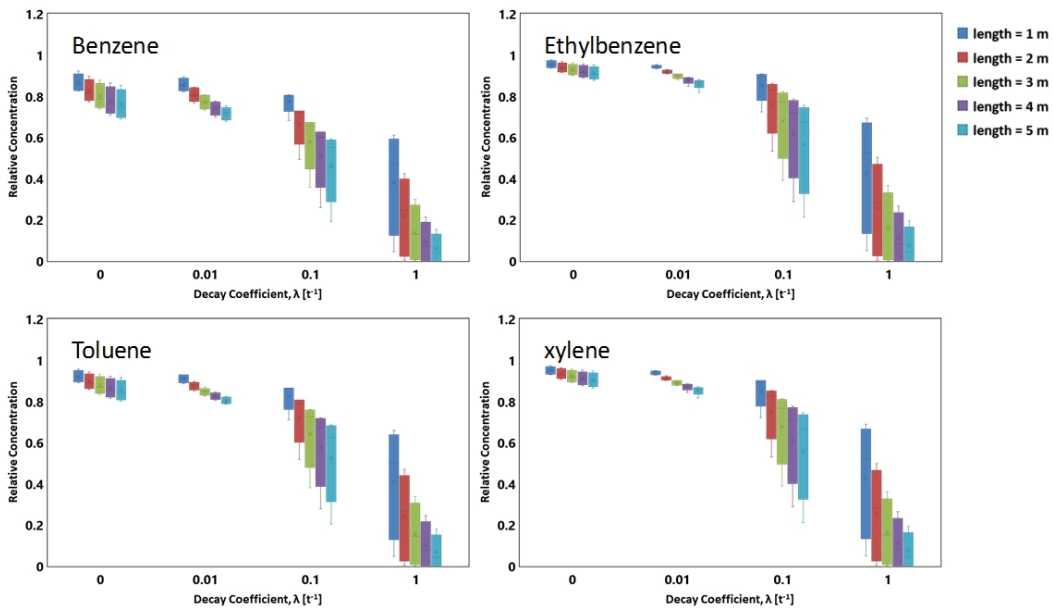 Benzene
1.2
1
0.8
0.6
0.4
0.2
0
Relative Concentration
0 0.01 0.1 1
Decay Coefficient, λ [t⁻¹]
Ethylbenzene
1.2
1
0.8
0.6
0.4
0.2
0
Relative Concentration
0 0.01 0.1 1
Decay Coefficient, λ [t⁻¹]
length = 1 m
length = 2 m
length = 3 m
length = 4 m
length = 5 m
Toluene
1.2
1
0.8
0.6
0.4
0.2
0
Relative Concentration
0 0.01 0.1 1
Decay Coefficient, λ [t⁻¹]
xylene
1.2
1
0.8
0.6
0.4
0.2
0
Relative Concentration
0 0.01 0.1 1
Decay Coefficient, λ [t⁻¹]